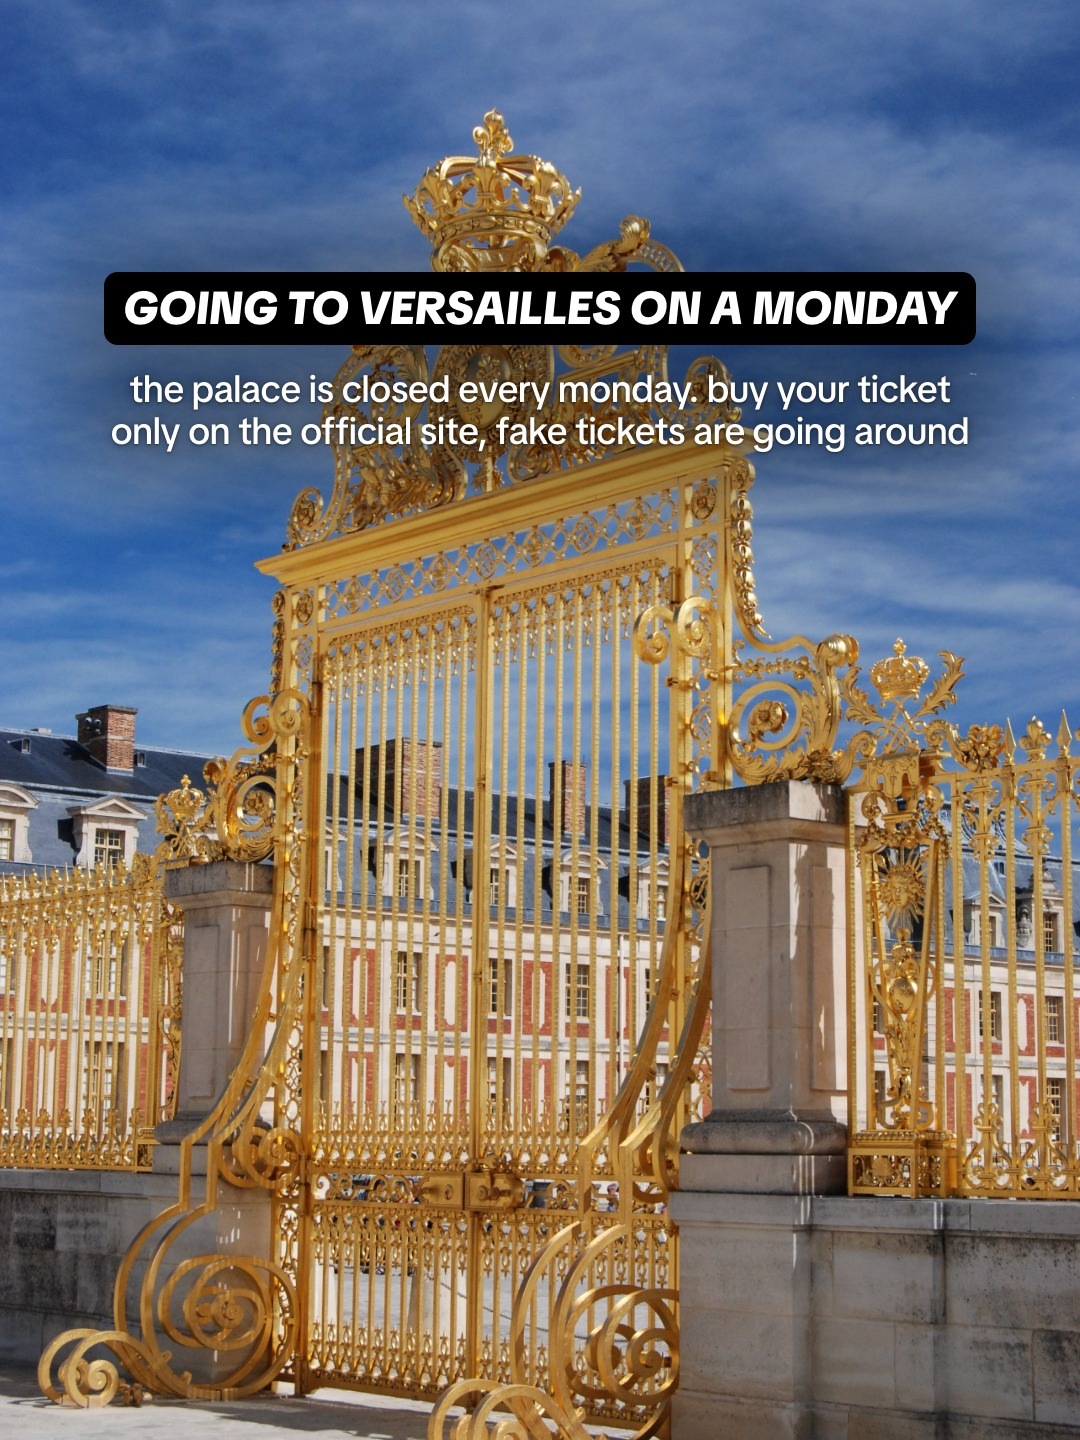 GOING TO VERSAILLES ON A MONDAY
the palace is closed every monday. buy your ticket
only on the official site, fake tickets are going around